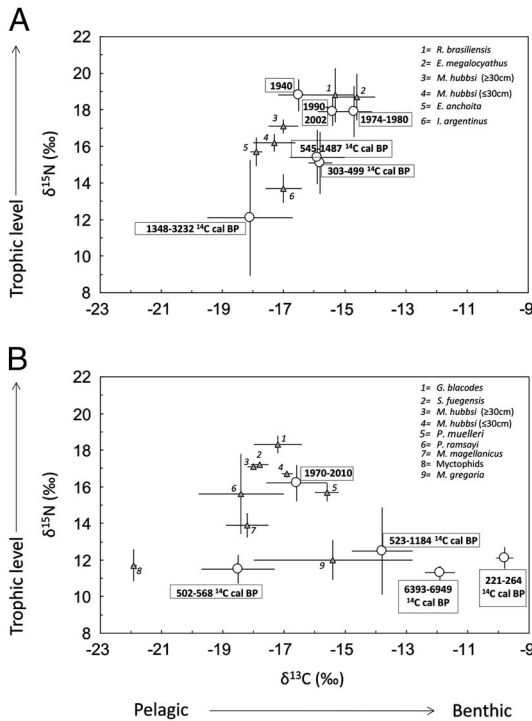 A
1= R. brasiliensis
2= E. megalocyathus
3= M. hubbsi (≥30cm)
4= M. hubbsi (≤30cm)
5= E. anchoita
6= I. argentinus
Trophic level
δ15N (‰)
22
20
18
16
14
12
10
8
1940
1990-
2002
1974-1980
545-1487 14C cal BP
303-499 14C cal BP
1348-3232 14C cal BP
1
2
3
4
5
6
-23 -21 -19 -17 -15 -13 -11 -9
B
1= G. blacodes
2= S. fuegensis
3= M hubbsi (≥30cm)
4= M hubbsi (≤30cm)
5= P. muelleri
6= P. ramsayi
7= M. magellanicus
8= Myctophids
9= M. gregaria
Trophic level
δ15N (‰)
22
20
18
16
14
12
10
8
1
2
3
4
5
6
7
8
9
1970-2010
523-1184 14C cal BP
502-568 14C cal BP
6393-6949
14C cal BP
221-264
14C cal BP
-23 -21 -19 -17 -15 -13 -11 -9
δ13C (‰)
Pelagic Benthic